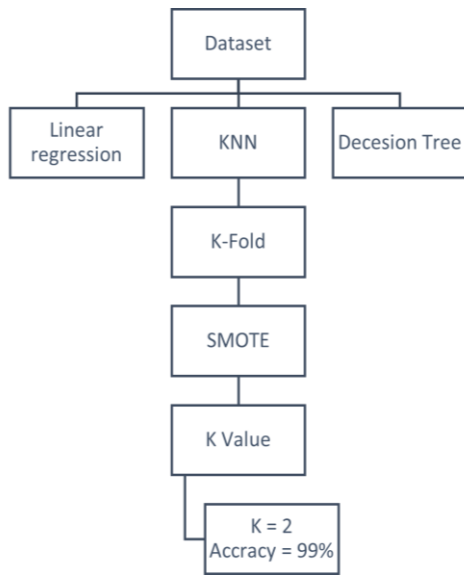 Dataset
Linear
regression
KNN
Decesion Tree
K-Fold
SMOTE
K Value
K = 2
Accracy = 99%